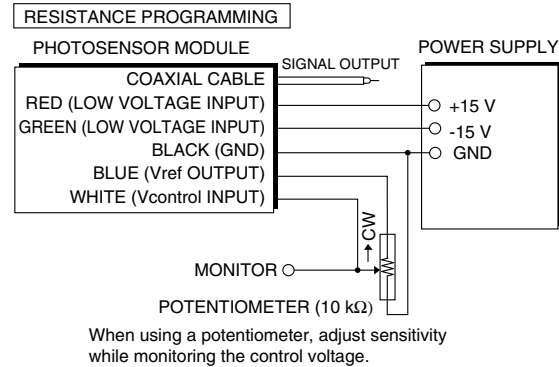 RESISTANCE PROGRAMMING
PHOTOSENSOR MODULE
POWER SUPPLY
SIGNAL OUTPUT
COAXIAL CABLE
RED (LOW VOLTAGE INPUT)
+15 V
GREEN (LOW VOLTAGE INPUT)
-15 V
BLACK (GND)
GND
BLUE (Vref OUTPUT)
WHITE (Vcontrol INPUT)
CW
MONITOR
POTENTIOMETER (10 kΩ)
When using a potentiometer, adjust sensitivity
while monitoring the control voltage.